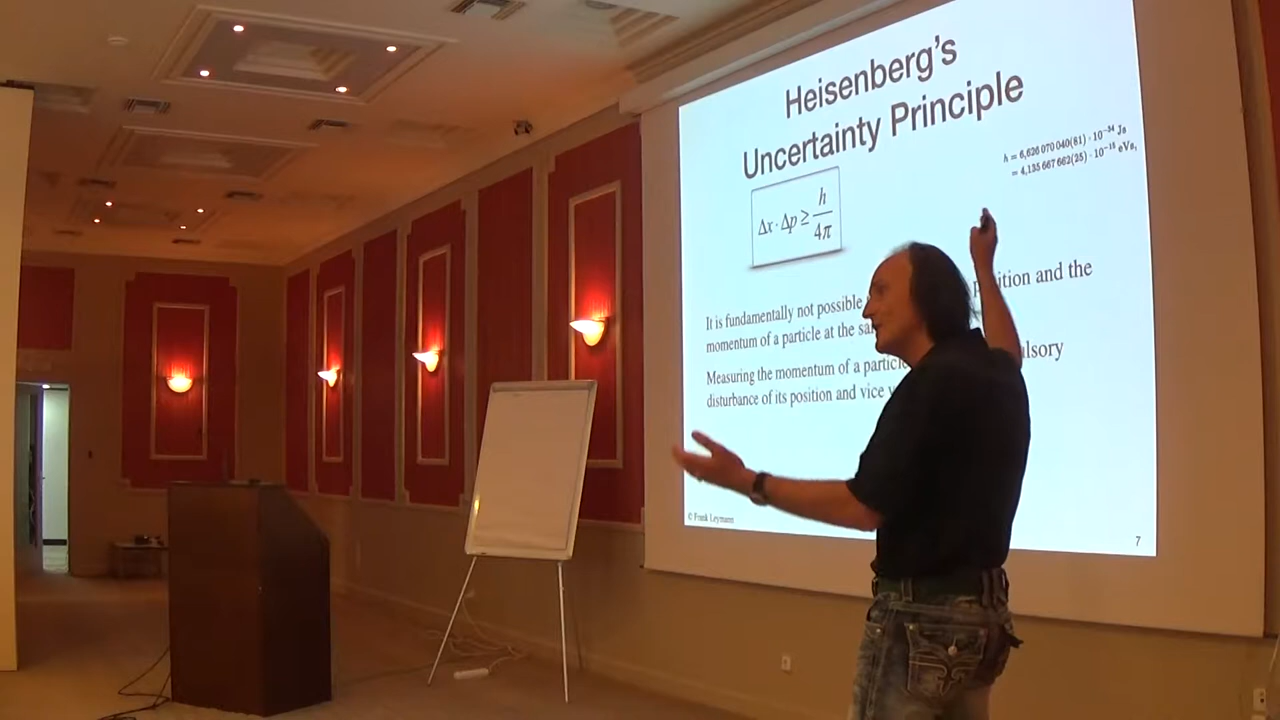 Heisenberg's
Uncertainty Principle
h = 6,626 070 040(81) · 10⁻³⁴ Js
= 4,135 667 662(25) · 10⁻¹⁵ eVs,
Δx · Δp ≥ h/4π
It is fundamentally not possible position and the
momentum of a particle at the
Measuring the momentum of a
disturbance of its position and vice
© Frank Leymann
7